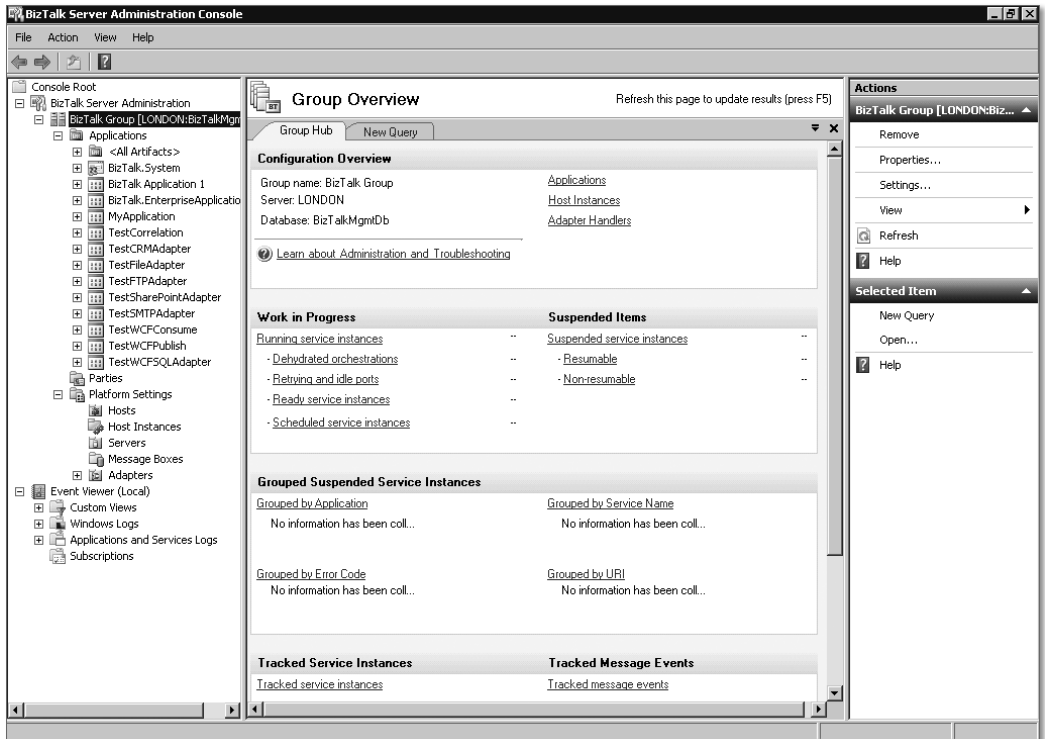 BizTalk Server Administration Console
File Action View Help
Console Root
BizTalk Server Administration
BizTalk Group [LONDON:BizTalkMgm
Applications
<All Artifacts>
BizTalk.System
BizTalk Application 1
BizTalk.EnterpriseApplicatio
MyApplication
TestCorrelation
TestCRMAdapter
TestFileAdapter
TestFTPAdapter
TestSharePointAdapter
TestSMTPAdapter
TestWCFConsume
TestWCFPublish
TestWCFSQLAdapter
Parties
Platform Settings
Hosts
Host Instances
Servers
Message Boxes
Adapters
Event Viewer (Local)
Custom Views
Windows Logs
Applications and Services Logs
Subscriptions
Group Overview
Refresh this page to update results (press F5)
Group Hub New Query
Configuration Overview
Group name: BizTalk Group Applications
Server: LONDON Host Instances
Database: BizTalkMgmtDb Adapter Handlers
Learn about Administration and Troubleshooting
Work in Progress Suspended Items
Running service instances -- Suspended service instances --
- Dehydrated orchestrations -- - Resumable --
- Retrying and idle ports -- - Non-resumable --
- Ready service instances --
- Scheduled service instances --
Grouped Suspended Service Instances
Grouped by Application Grouped by Service Name
No information has been coll... No information has been coll...
Grouped by Error Code Grouped by URI
No information has been coll... No information has been coll...
Tracked Service Instances Tracked Message Events
Tracked service instances Tracked message events
Actions
BizTalk Group [LONDON:Biz...
Remove
Properties...
Settings...
View
Refresh
Help
Selected Item
New Query
Open...
Help